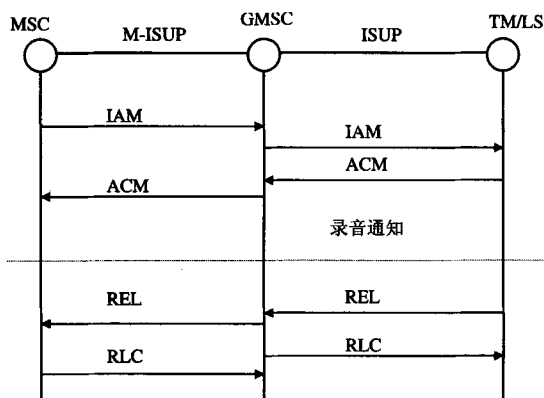 MSC M-ISUP GMSC ISUP TM/LS
IAM
IAM
ACM
ACM
录音通知
REL
REL
RLC
RLC